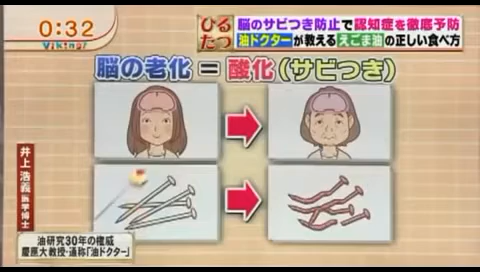 0:32
Viking!
ひる
たつ
脳のサビつき防止で認知症を徹底予防
油ドクターが教えるえごま油の正しい食べ方
脳の老化=酸化(サビつき)
井上 浩義 医学博士
油研究30年の権威
慶應大教授・通称「油ドクター」